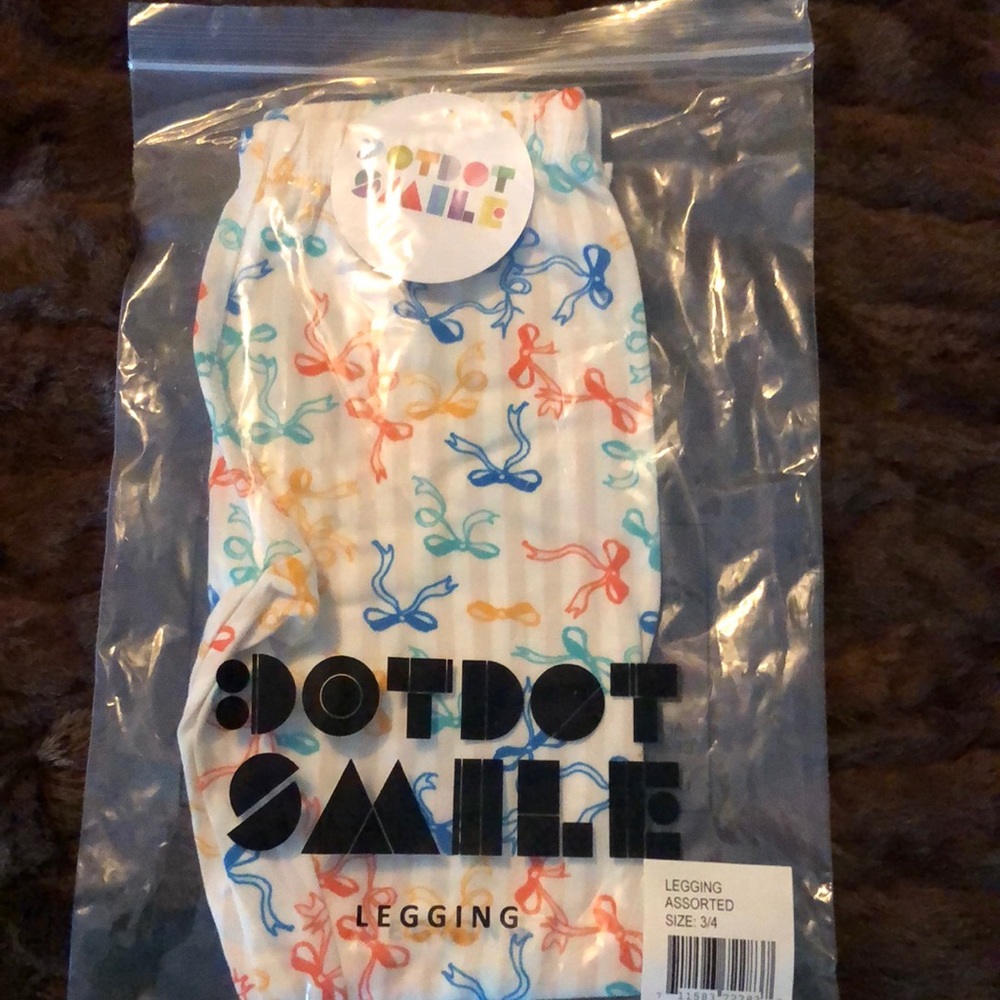 DOTDOT
SMILE
:DOTDOT
SMILE
LEGGING
LEGGING
ASSORTED
SIZE: 3/4